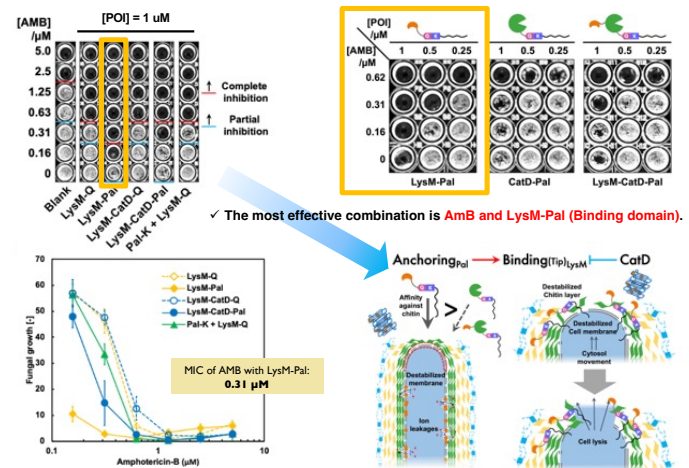 [AMB]
/µM
[POI] = 1 uM
5.0
2.5
1.25
0.63
0.31
0.16
0
Complete
inhibition
Partial
inhibition
Blank
LysM-Q
LysM-Pal
LysM-CatD-Q
LysM-CatD-Pal
Pal-K + LysM-Q
[POI]
/µM
[AMB]
/µM
1 0.5 0.25
1 0.5 0.25
1 0.5 0.25
0.62
0.31
0.16
0
LysM-Pal
CatD-Pal
LysM-CatD-Pal
✓ The most effective combination is AmB and LysM-Pal (Binding domain).
Fungal growth [-]
70
60
50
40
30
20
10
0
0.1
1
10
Amphotericin-B (µM)
LysM-Q
LysM-Pal
LysM-CatD-Q
LysM-CatD-Pal
Pal-K + LysM-Q
MIC of AMB with LysM-Pal:
0.31 µM
AnchoringPal
Binding(Tip)LysM
CatD
Affinity
against
chitin
>
Destabilized
membrane
Ion
leakages
Destabilized
Chitin layer
Destabilized
Cell membrane
Cytosol
movement
Cell lysis